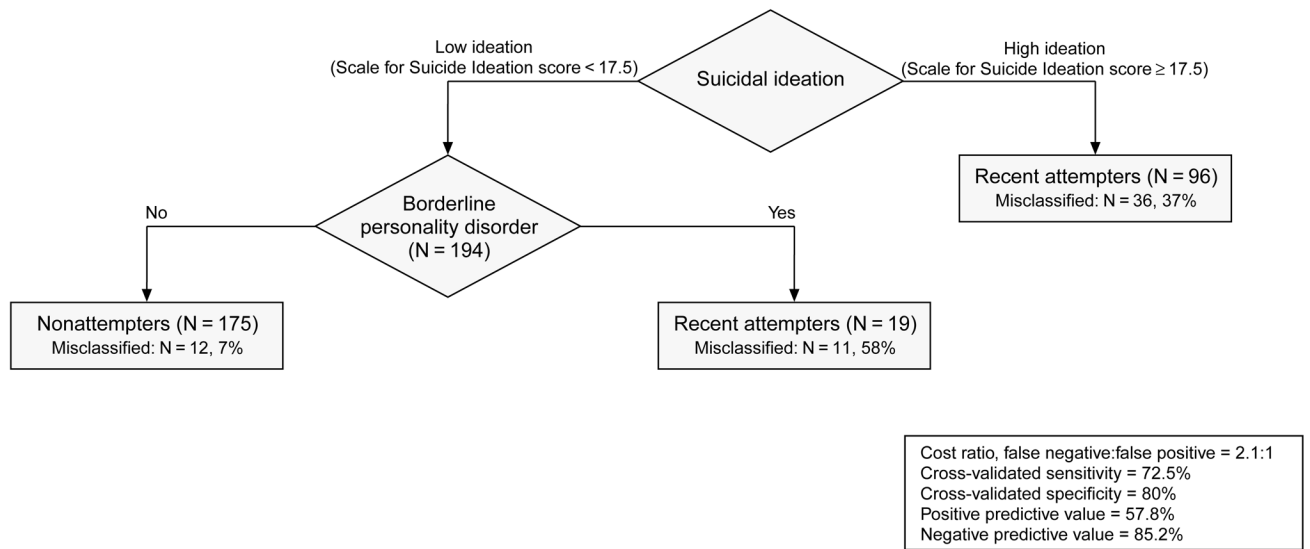 Low ideation
(Scale for Suicide Ideation score < 17.5)
Suicidal ideation
High ideation
(Scale for Suicide Ideation score ≥ 17.5)
Recent attempters (N = 96)
Misclassified: N = 36, 37%
Borderline
personality disorder
(N = 194)
No
Yes
Nonattempters (N = 175)
Misclassified: N = 12, 7%
Recent attempters (N = 19)
Misclassified: N = 11, 58%
Cost ratio, false negative:false positive = 2.1:1
Cross-validated sensitivity = 72.5%
Cross-validated specificity = 80%
Positive predictive value = 57.8%
Negative predictive value = 85.2%